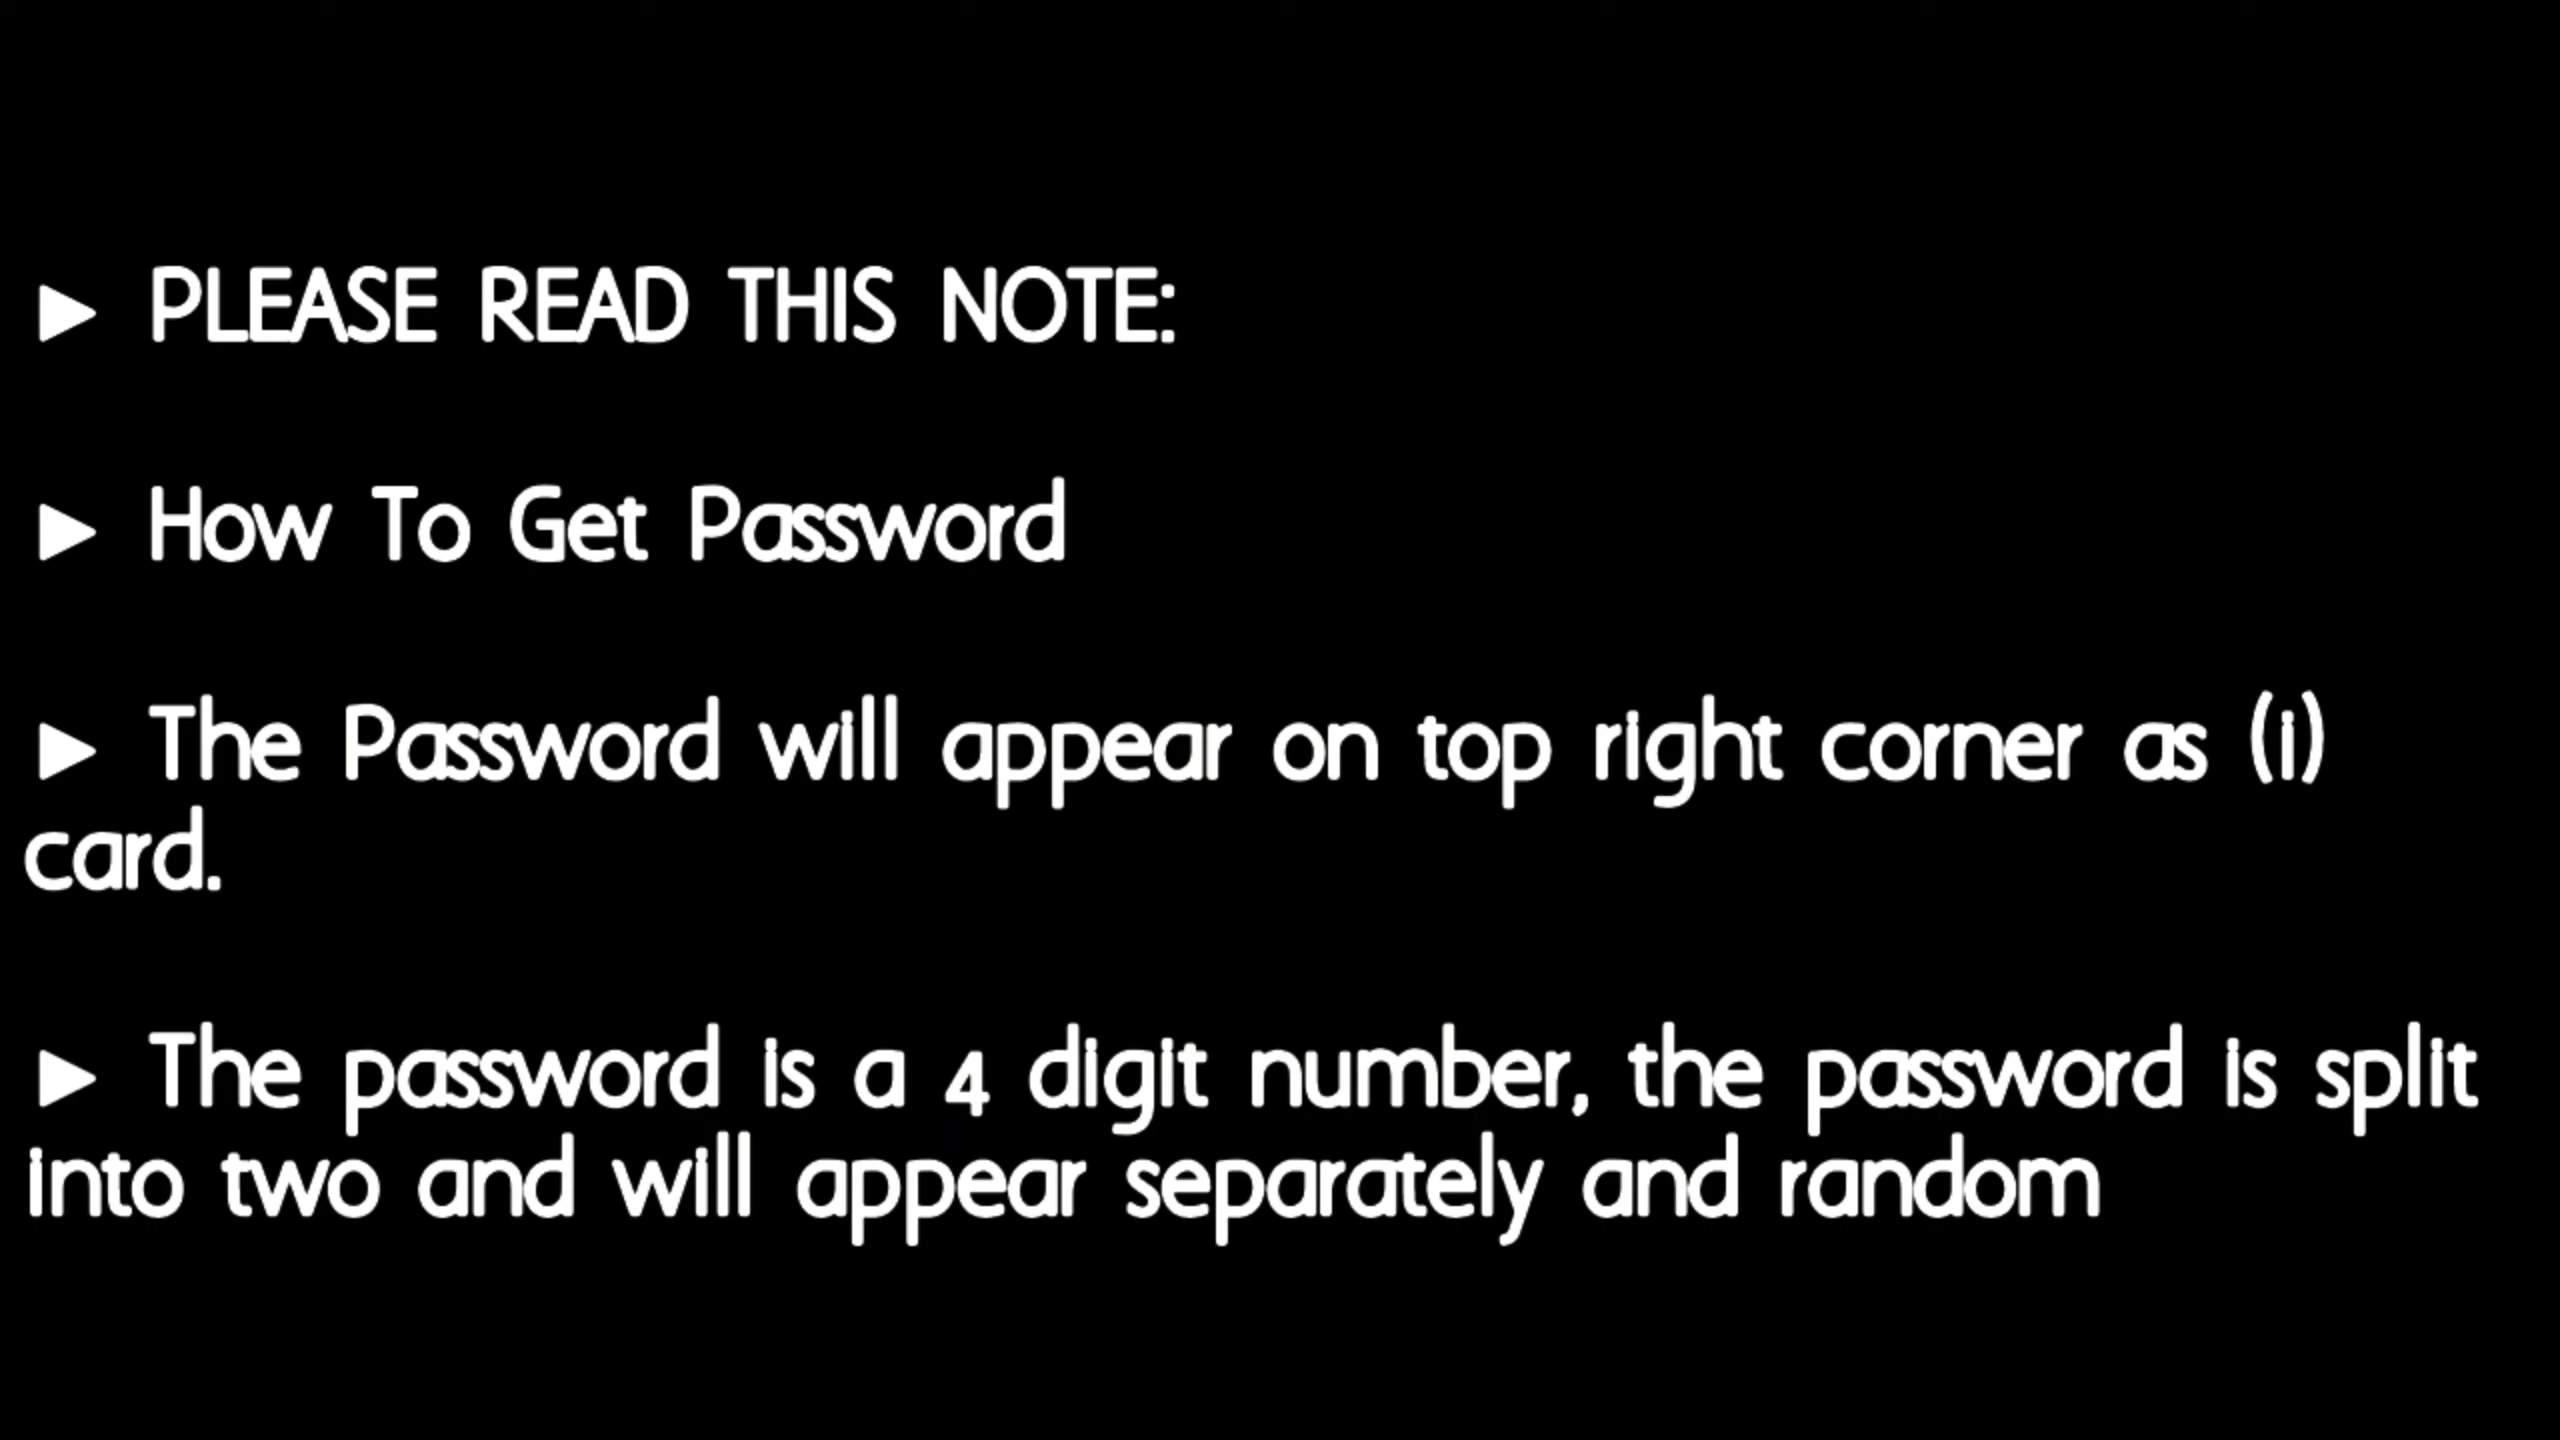 ► PLEASE READ THIS NOTE:
► How To Get Password
► The Password will appear on top right corner as (i)
card.
► The password is a 4 digit number, the password is split
into two and will appear separately and random